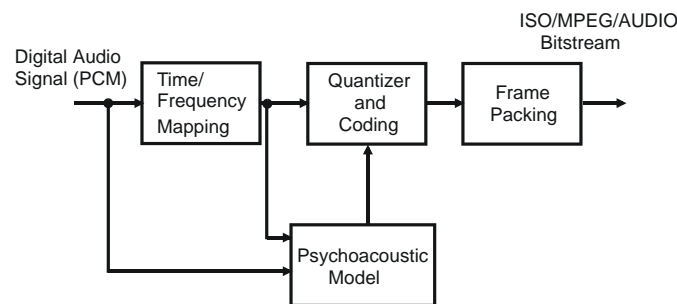 ISO/MPEG/AUDIO
Bitstream
Digital Audio
Signal (PCM)
Time/
Frequency
Mapping
Quantizer
and
Coding
Frame
Packing
Psychoacoustic
Model